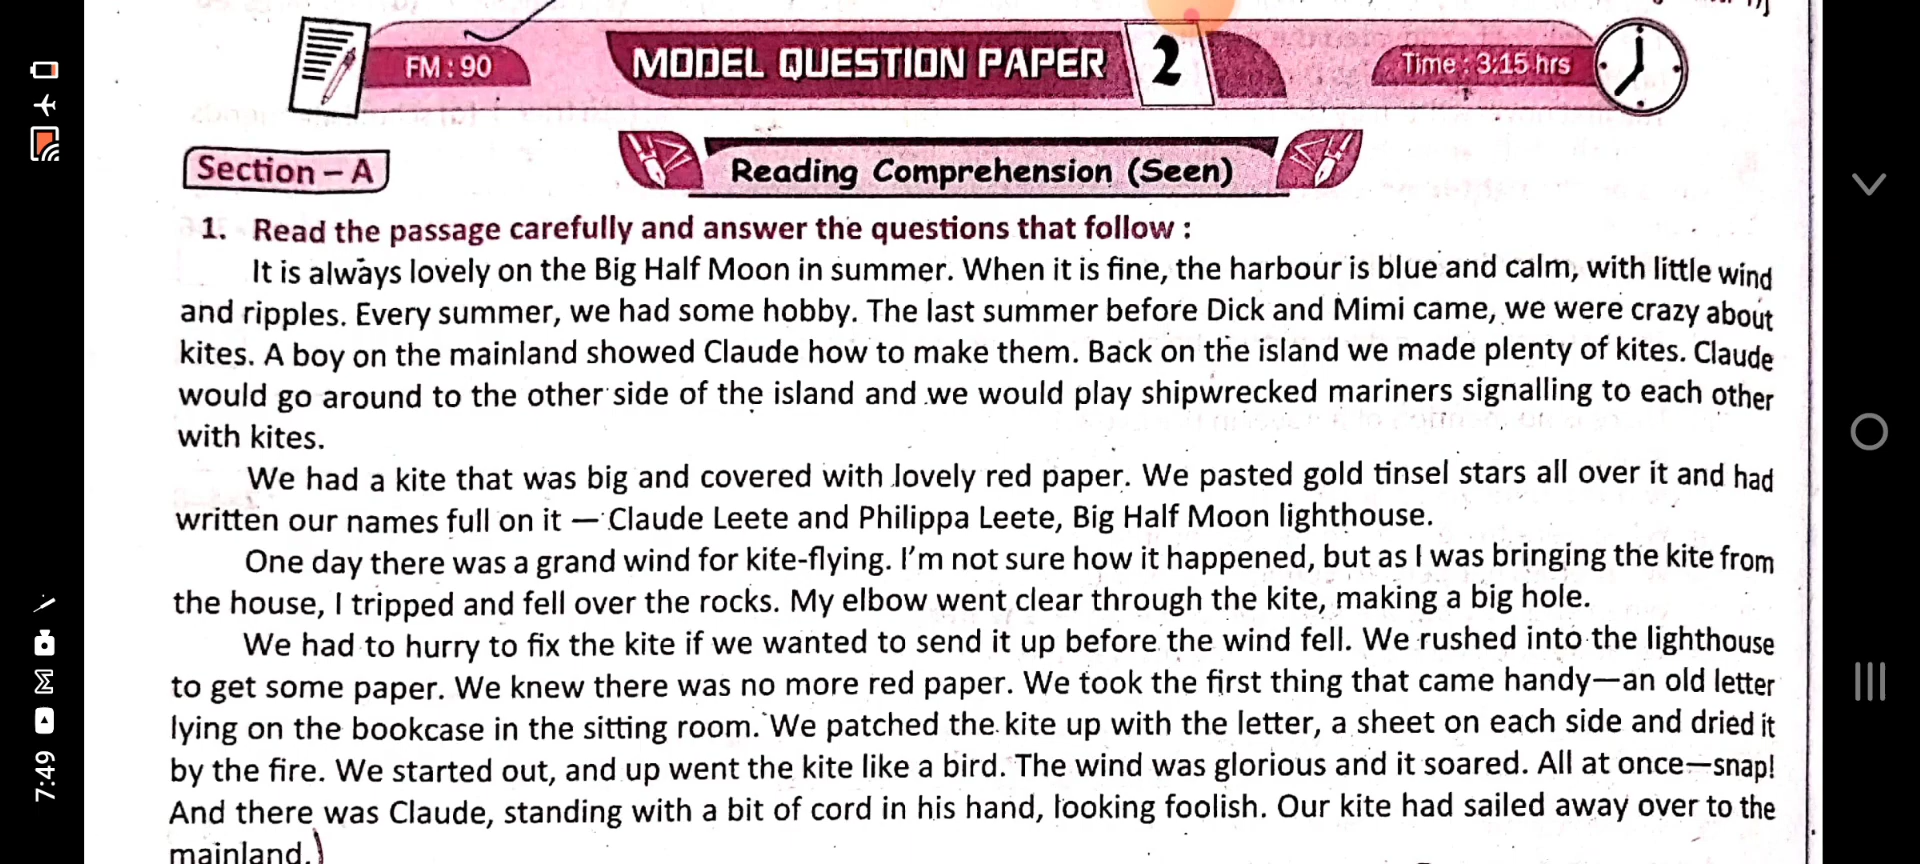 FM : 90
MODEL QUESTION PAPER 2
Time : 3:15 hrs
Section – A
Reading Comprehension (Seen)
1. Read the passage carefully and answer the questions that follow :
It is always lovely on the Big Half Moon in summer. When it is fine, the harbour is blue and calm, with little wind
and ripples. Every summer, we had some hobby. The last summer before Dick and Mimi came, we were crazy about
kites. A boy on the mainland showed Claude how to make them. Back on the island we made plenty of kites. Claude
would go around to the other side of the island and we would play shipwrecked mariners signalling to each other
with kites.
We had a kite that was big and covered with lovely red paper. We pasted gold tinsel stars all over it and had
written our names full on it — Claude Leete and Philippa Leete, Big Half Moon lighthouse.
One day there was a grand wind for kite-flying. I'm not sure how it happened, but as I was bringing the kite from
the house, I tripped and fell over the rocks. My elbow went clear through the kite, making a big hole.
We had to hurry to fix the kite if we wanted to send it up before the wind fell. We rushed into the lighthouse
to get some paper. We knew there was no more red paper. We took the first thing that came handy—an old letter
lying on the bookcase in the sitting room. We patched the kite up with the letter, a sheet on each side and dried it
by the fire. We started out, and up went the kite like a bird. The wind was glorious and it soared. All at once—snap!
And there was Claude, standing with a bit of cord in his hand, looking foolish. Our kite had sailed away over to the
mainland.)
7:49